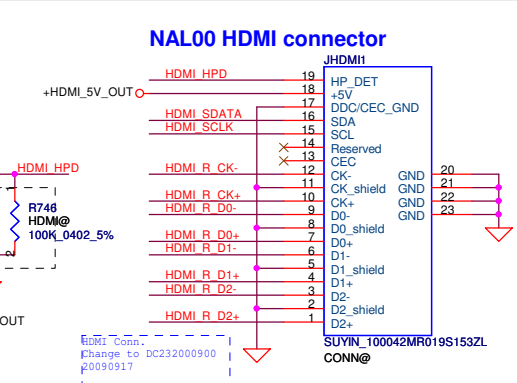 NAL00 HDMI connector
JHDMI1
HDMI_HPD 19 HP_DET
+HDMI_5V_OUT 18 +5V
17 DDC/CEC_GND
HDMI_SDATA 16 SDA
HDMI_SCLK 15 SCL
14 Reserved
13 CEC
HDMI_R_CK- 12 CK- GND 20
11 CK_shield GND 21
HDMI_R_CK+ 10 CK+ GND 22
HDMI_R_D0- 9 D0- GND 23
8 D0_shield
HDMI_R_D0+ 7 D0+
HDMI_R_D1- 6 D1-
5 D1_shield
HDMI_R_D1+ 4 D1+
HDMI_R_D2- 3 D2-
2 D2_shield
HDMI_R_D2+ 1 D2+
SUYIN_100042MR019S153ZL
CONN@
HDMI_HPD
1
R746
HDMI@
100K_0402_5%
2
OUT
HDMI Conn.
Change to DC232000900
20090917